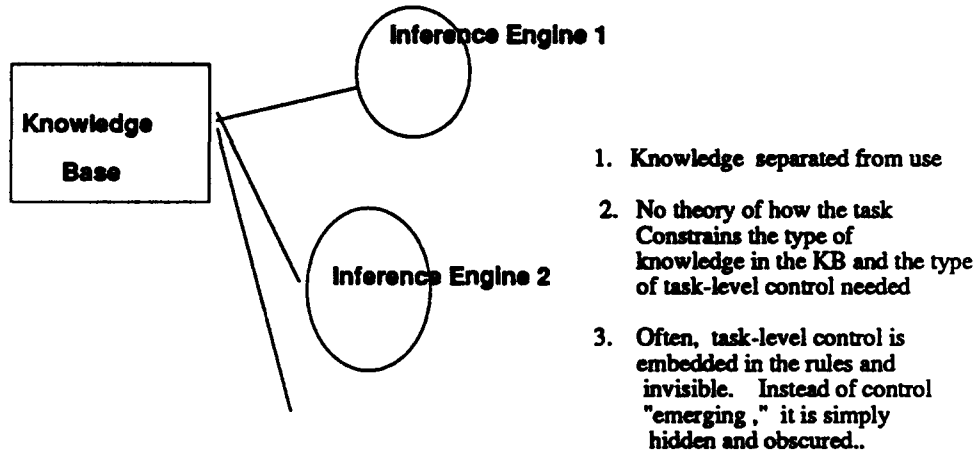 Inference Engine 1
Knowledge
Base
Inference Engine 2
1. Knowledge separated from use
2. No theory of how the task
Constrains the type of
knowledge in the KB and the type
of task-level control needed
3. Often, task-level control is
embedded in the rules and
invisible. Instead of control
"emerging ," it is simply
hidden and obscured..